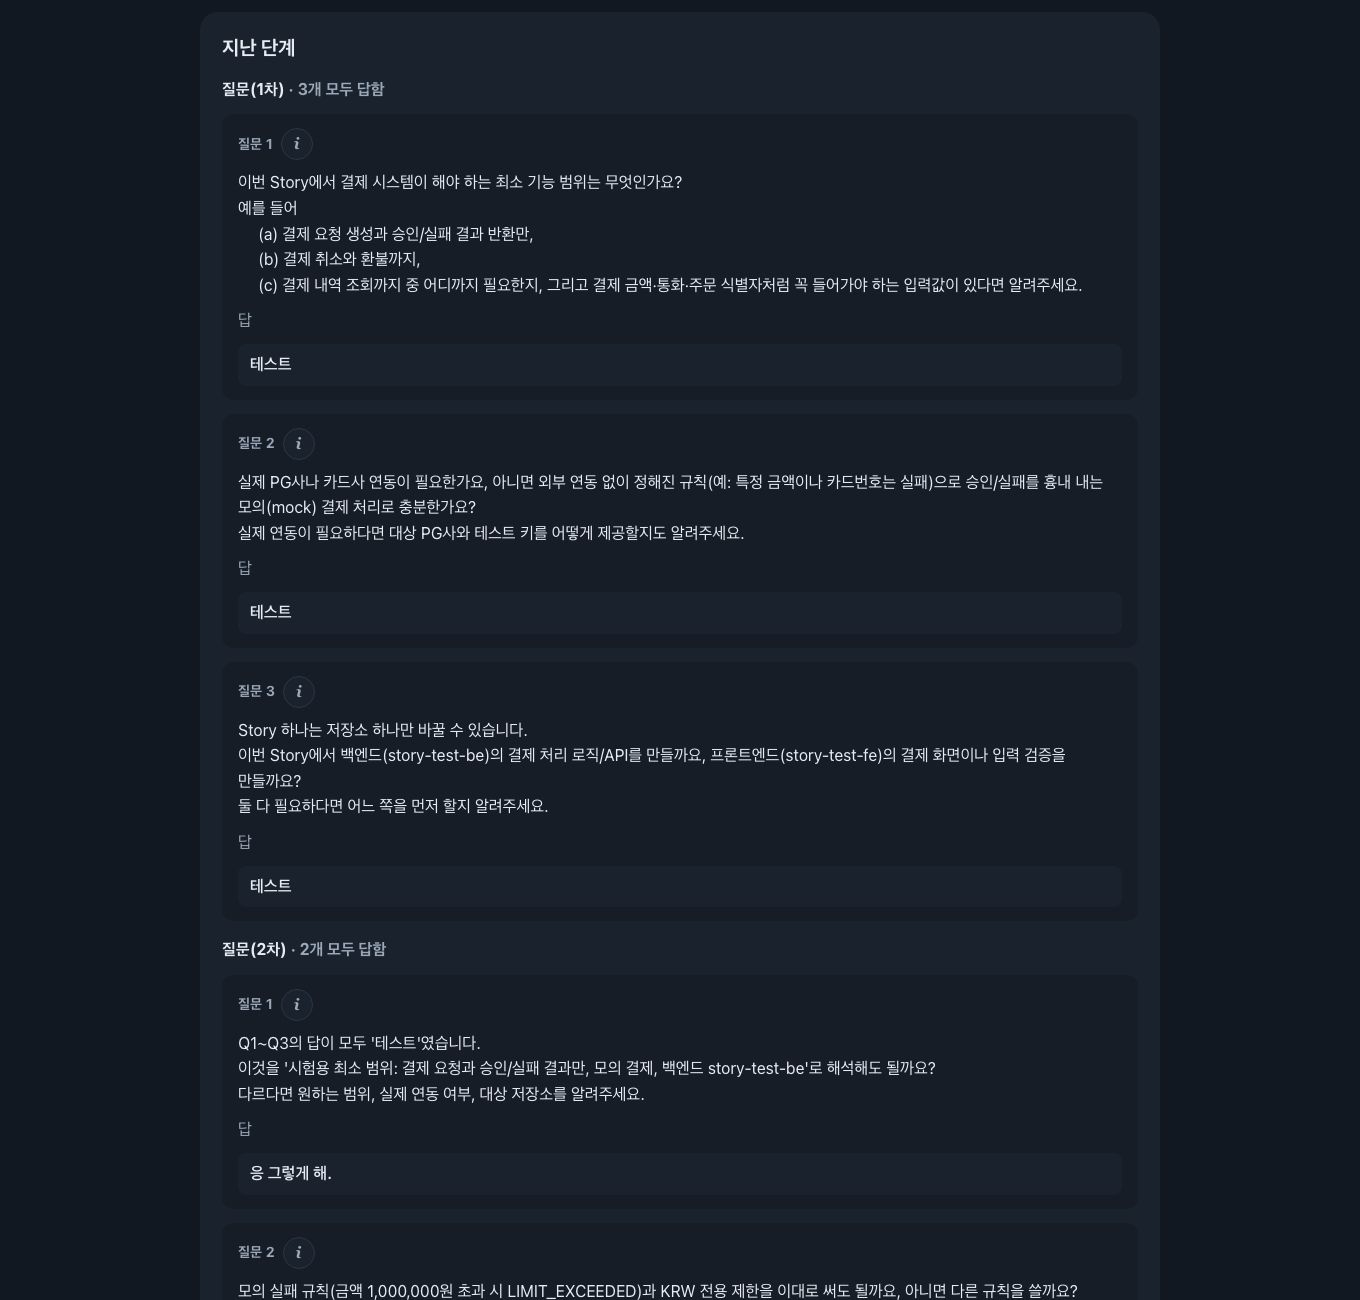 지난 단계
질문(1차) · 3개 모두 답함
질문 1 i
이번 Story에서 결제 시스템이 해야 하는 최소 기능 범위는 무엇인가요?
예를 들어
(a) 결제 요청 생성과 승인/실패 결과 반환만,
(b) 결제 취소와 환불까지,
(c) 결제 내역 조회까지 중 어디까지 필요한지, 그리고 결제 금액·통화·주문 식별자처럼 꼭 들어가야 하는 입력값이 있다면 알려주세요.
답
테스트
질문 2 i
실제 PG사나 카드사 연동이 필요한가요, 아니면 외부 연동 없이 정해진 규칙(예: 특정 금액이나 카드번호는 실패)으로 승인/실패를 흉내 내는
모의(mock) 결제 처리로 충분한가요?
실제 연동이 필요하다면 대상 PG사와 테스트 키를 어떻게 제공할지도 알려주세요.
답
테스트
질문 3 i
Story 하나는 저장소 하나만 바꿀 수 있습니다.
이번 Story에서 백엔드(story-test-be)의 결제 처리 로직/API를 만들까요, 프론트엔드(story-test-fe)의 결제 화면이나 입력 검증을
만들까요?
둘 다 필요하다면 어느 쪽을 먼저 할지 알려주세요.
답
테스트
질문(2차) · 2개 모두 답함
질문 1 i
Q1~Q3의 답이 모두 '테스트'였습니다.
이것을 '시험용 최소 범위: 결제 요청과 승인/실패 결과만, 모의 결제, 백엔드 story-test-be'로 해석해도 될까요?
다르다면 원하는 범위, 실제 연동 여부, 대상 저장소를 알려주세요.
답
응 그렇게 해.
질문 2 i
모의 실패 규칙(금액 1,000,000원 초과 시 LIMIT_EXCEEDED)과 KRW 전용 제한을 이대로 써도 될까요, 아니면 다른 규칙을 쓸까요?